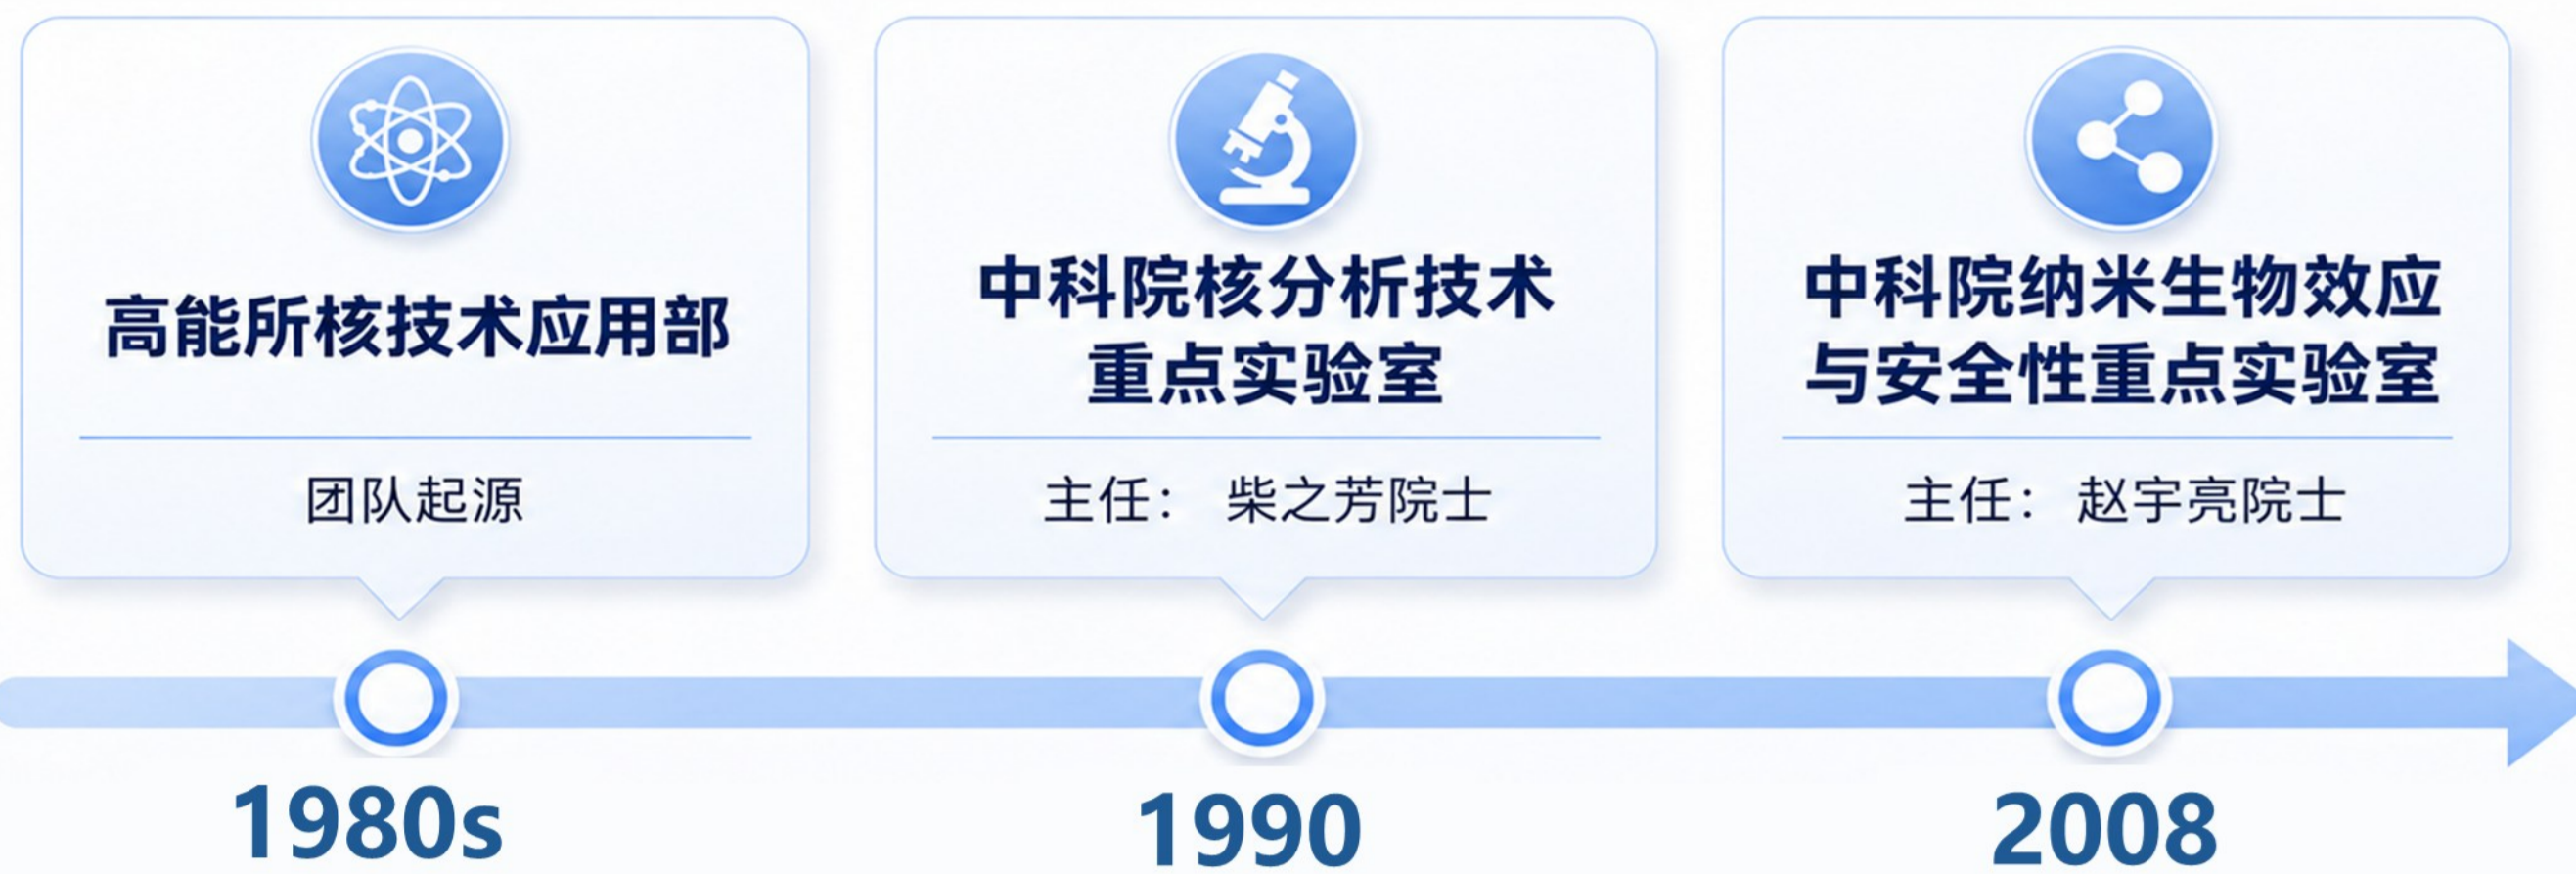 高能所核技术应用部
团队起源
中科院核分析技术
重点实验室
主任： 柴之芳院士
中科院纳米生物效应
与安全性重点实验室
主任： 赵宇亮院士
1980s
1990
2008